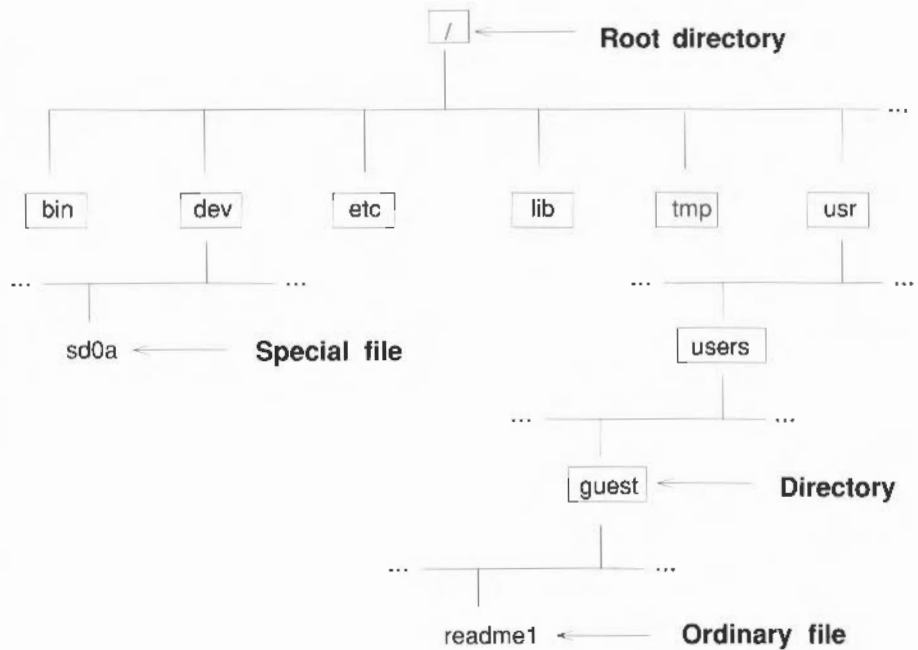 / Root directory
...
bin dev etc lib tmp usr
... ... ... ...
sd0a Special file users
... ...
guest Directory
... ...
readme1 Ordinary file